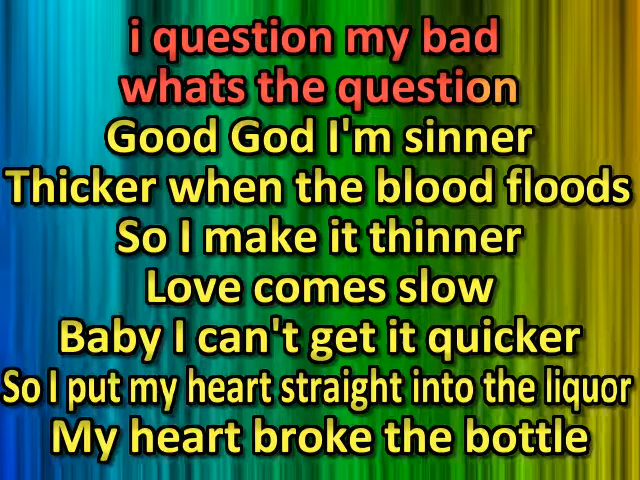 i question my bad
whats the question
Good God I'm sinner
Thicker when the blood floods
So I make it thinner
Love comes slow
Baby I can't get it quicker
So I put my heart straight into the liquor
My heart broke the bottle